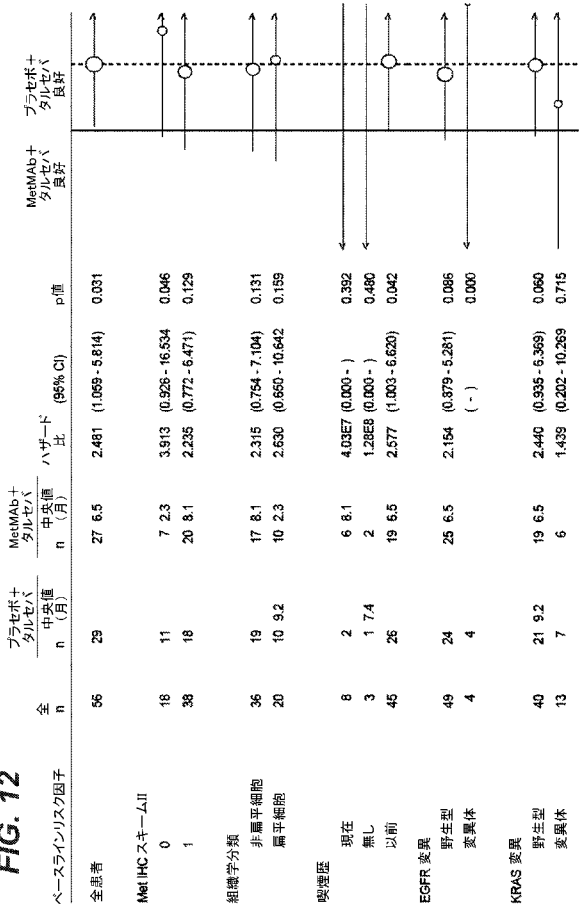 FIG. 12
プラセボ+ タルセバ MetMAb+ タルセバ
ベースラインリスク因子 全 n n 中央値 (月) n 中央値 (月) ハザード 比 (95% CI) p値 MetMAb+ タルセバ 良好 プラセボ+ タルセバ 良好
全患者 56 29 27 6.5 2.481 (1.059 - 5.814) 0.031
Met IHC スキームII
0 18 11 7 2.3 3.913 (0.926 - 16.534 0.046
1 38 18 20 8.1 2.235 (0.772 - 6.471) 0.129
組織学分類
非扁平細胞 36 19 17 8.1 2.315 (0.754 - 7.104) 0.131
扁平細胞 20 10 9.2 10 2.3 2.630 (0.650 - 10.642 0.159
喫煙歴
現在 8 2 6 8.1 4.03E7 (0.000 - ) 0.392
無し 3 1 7.4 2 1.28E8 (0.000 - ) 0.480
以前 45 26 19 6.5 2.577 (1.003 - 6.620) 0.042
EGFR 変異
野生型 49 24 25 6.5 2.154 (0.879 - 5.281) 0.086
変異体 4 4 ( - ) 0.000
KRAS 変異
野生型 40 21 9.2 19 6.5 2.440 (0.935 - 6.369) 0.060
変異体 13 7 6 1.439 (0.202 - 10.269 0.715